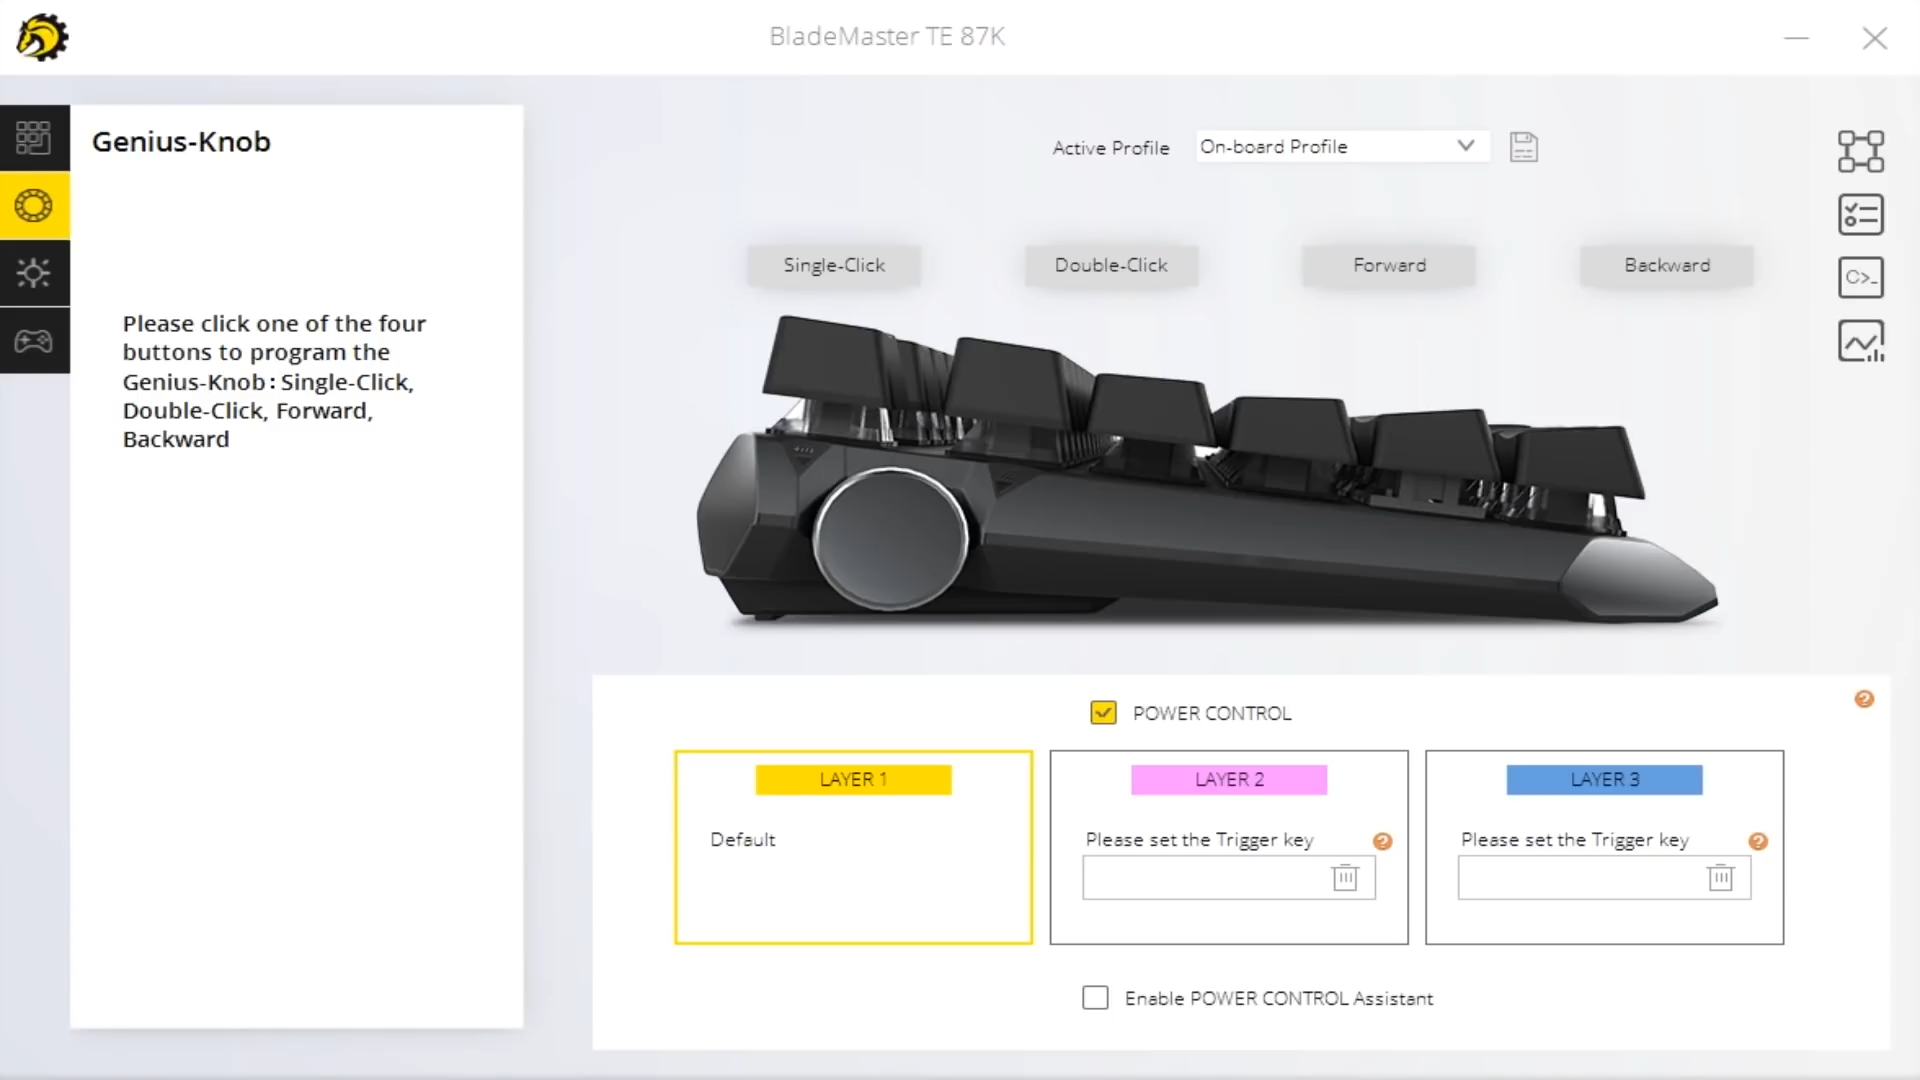 BladeMaster TE 87K
Genius-Knob
Please click one of the four
buttons to program the
Genius-Knob: Single-Click,
Double-Click, Forward,
Backward
Active Profile
On-board Profile
Single-Click
Double-Click
Forward
Backward
C>_
POWER CONTROL
?
LAYER 1
Default
LAYER 2
Please set the Trigger key
?
LAYER 3
Please set the Trigger key
?
Enable POWER CONTROL Assistant